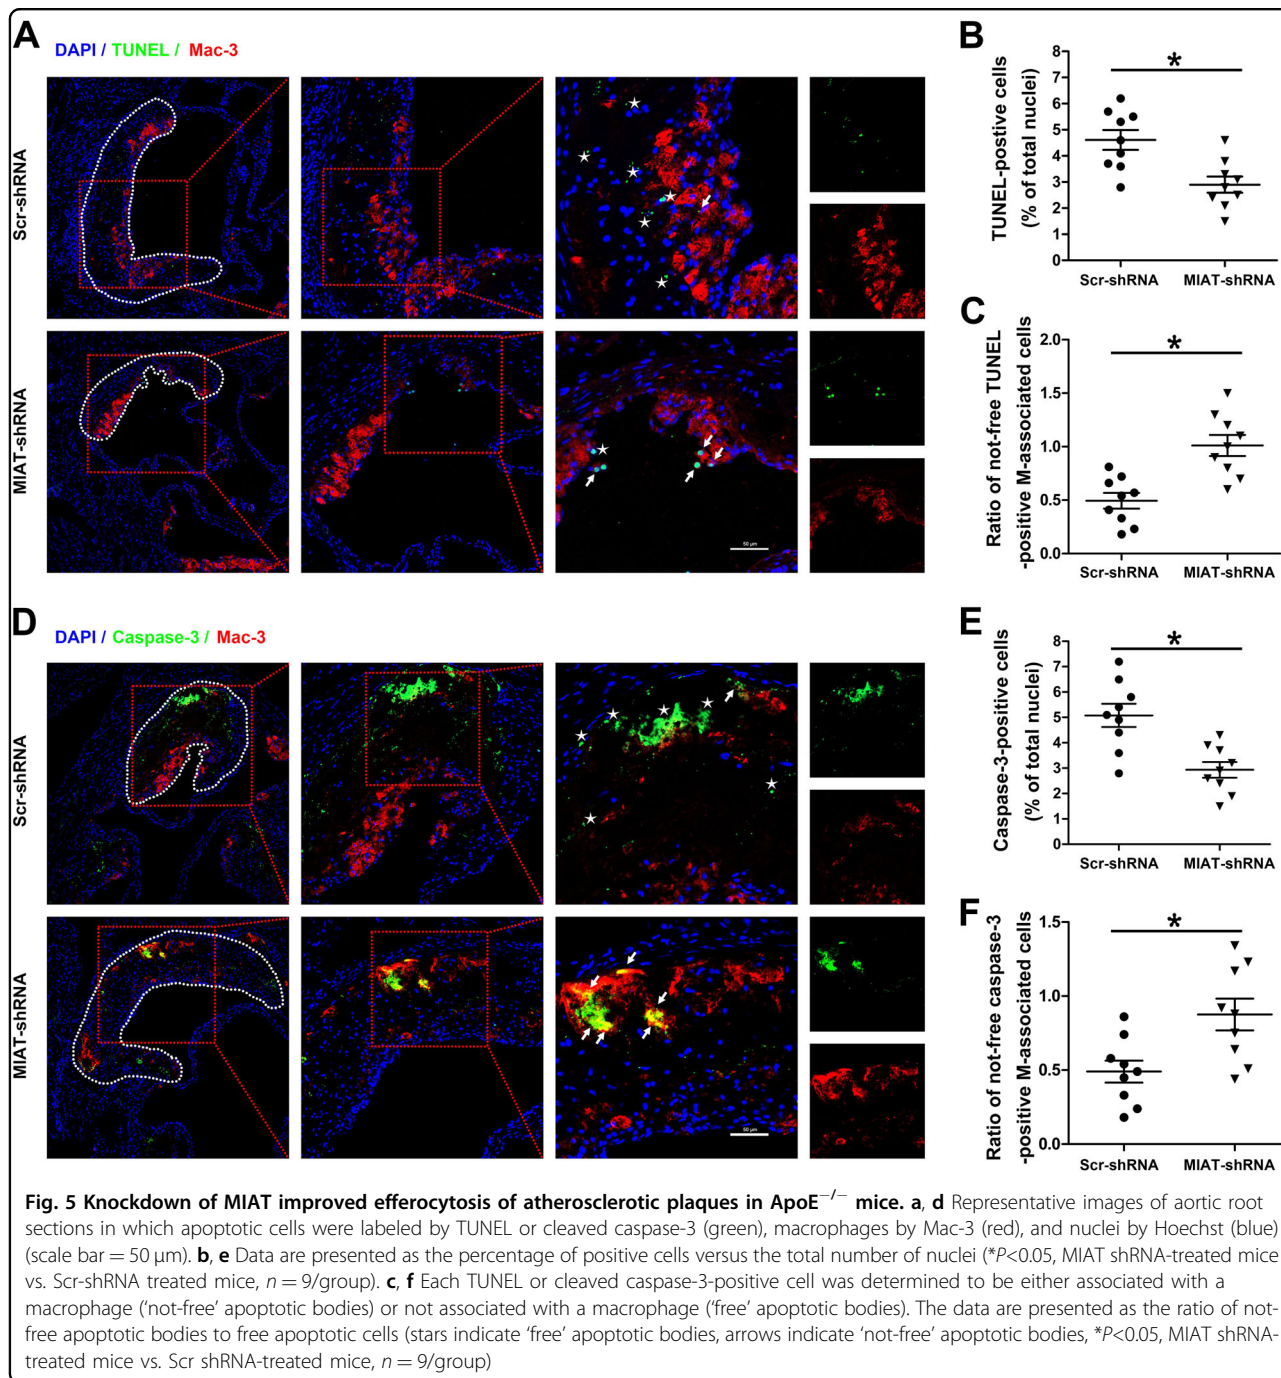 A
DAPI / TUNEL / Mac-3
Scr-shRNA
MIAT-shRNA
50 µm
B
TUNEL-postive cells
(% of total nuclei)
8
7
6
5
4
3
2
1
0
*
Scr-shRNA
MIAT-shRNA
C
Ratio of not-free TUNEL
-positive M-associated cells
2.0
1.5
1.0
0.5
0.0
*
Scr-shRNA
MIAT-shRNA
D
DAPI / Caspase-3 / Mac-3
Scr-shRNA
MIAT-shRNA
50 µm
E
Caspase-3-positive cells
(% of total nuclei)
8
7
6
5
4
3
2
1
0
*
Scr-shRNA
MIAT-shRNA
F
Ratio of not-free caspase-3
-positive M-associated cells
1.5
1.0
0.5
0.0
*
Scr-shRNA
MIAT-shRNA
Fig. 5 Knockdown of MIAT improved efferocytosis of atherosclerotic plaques in ApoE−/− mice. a, d Representative images of aortic root
sections in which apoptotic cells were labeled by TUNEL or cleaved caspase-3 (green), macrophages by Mac-3 (red), and nuclei by Hoechst (blue)
(scale bar = 50 µm). b, e Data are presented as the percentage of positive cells versus the total number of nuclei (*P<0.05, MIAT shRNA-treated mice
vs. Scr-shRNA treated mice, n = 9/group). c, f Each TUNEL or cleaved caspase-3-positive cell was determined to be either associated with a
macrophage (‘not-free’ apoptotic bodies) or not associated with a macrophage (‘free’ apoptotic bodies). The data are presented as the ratio of not-
free apoptotic bodies to free apoptotic cells (stars indicate ‘free’ apoptotic bodies, arrows indicate ‘not-free’ apoptotic bodies, *P<0.05, MIAT shRNA-
treated mice vs. Scr shRNA-treated mice, n = 9/group)